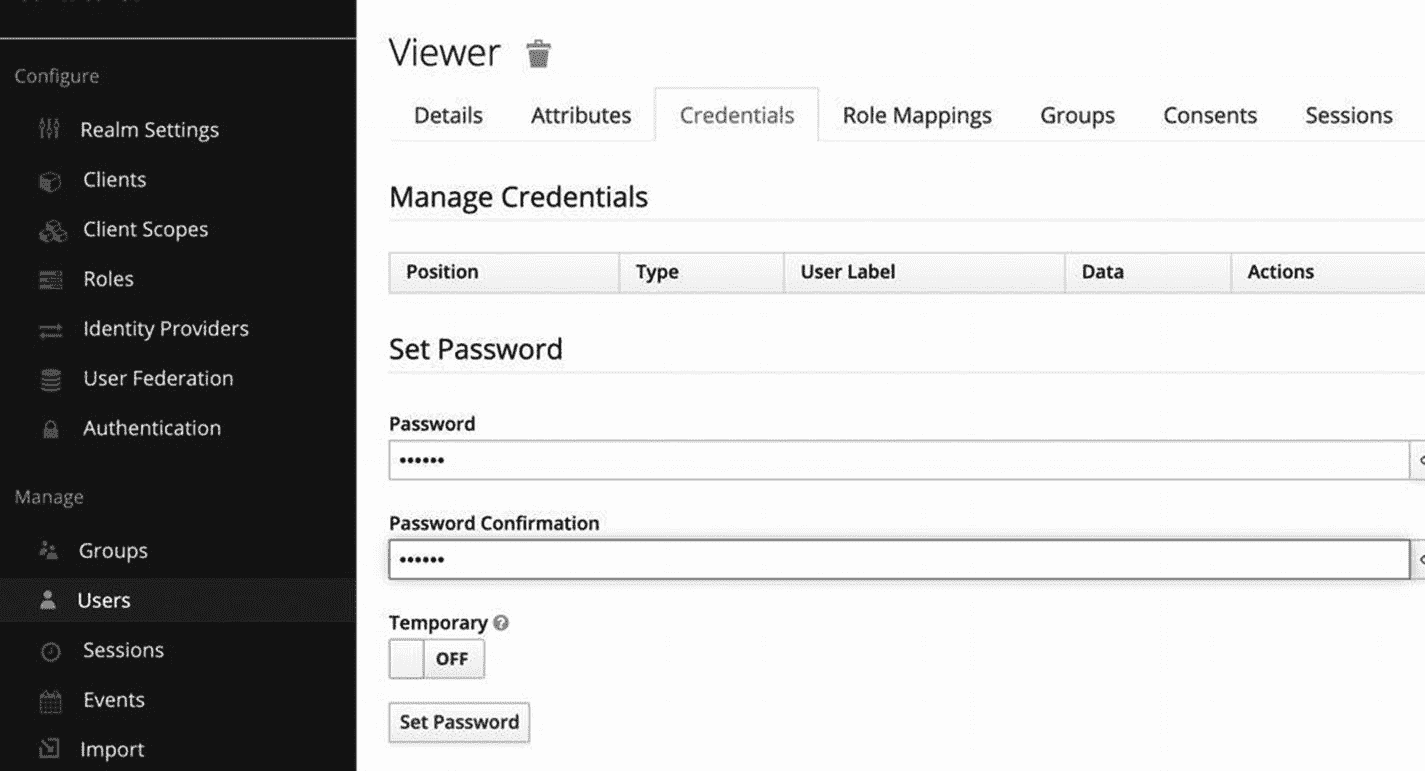 Configure
Realm Settings
Clients
Client Scopes
Roles
Identity Providers
User Federation
Authentication
Manage
Groups
Users
Sessions
Events
Import
Viewer
Details Attributes Credentials Role Mappings Groups Consents Sessions
Manage Credentials
Position Type User Label Data Actions
Set Password
Password
••••••
Password Confirmation
••••••
Temporary
OFF
Set Password